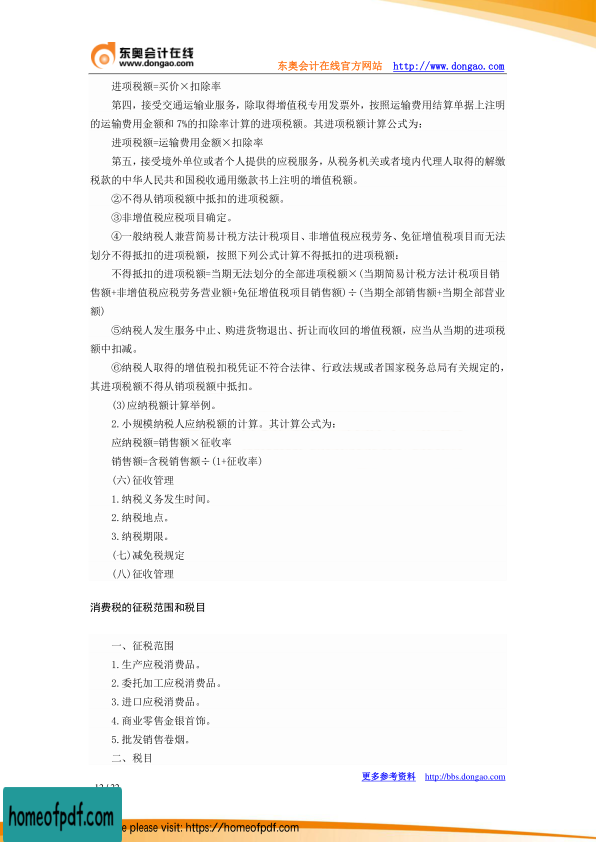 东奥会计在线
www.dongao.com
东奥会计在线官方网站 http://www.dongao.com
进项税额=买价×扣除率
第四，接受交通运输业服务，除取得增值税专用发票外，按照运输费用结算单据上注明
的运输费用金额和 7%的扣除率计算的进项税额。其进项税额计算公式为：
进项税额=运输费用金额×扣除率
第五，接受境外单位或者个人提供的应税服务，从税务机关或者境内代理人取得的解缴
税款的中华人民共和国税收通用缴款书上注明的增值税额。
②不得从销项税额中抵扣的进项税额。
③非增值税应税项目确定。
④一般纳税人兼营简易计税方法计税项目、非增值税应税劳务、免征增值税项目而无法
划分不得抵扣的进项税额，按照下列公式计算不得抵扣的进项税额：
不得抵扣的进项税额=当期无法划分的全部进项税额×(当期简易计税方法计税项目销
售额+非增值税应税劳务营业额+免征增值税项目销售额)÷(当期全部销售额+当期全部营业
额)
⑤纳税人发生服务中止、购进货物退出、折让而收回的增值税额，应当从当期的进项税
额中扣减。
⑥纳税人取得的增值税扣税凭证不符合法律、行政法规或者国家税务总局有关规定的，
其进项税额不得从销项税额中抵扣。
(3)应纳税额计算举例。
2.小规模纳税人应纳税额的计算。其计算公式为：
应纳税额=销售额×征收率
销售额=含税销售额÷(1+征收率)
(六)征收管理
1.纳税义务发生时间。
2.纳税地点。
3.纳税期限。
(七)减免税规定
(八)征收管理
消费税的征税范围和税目
一、征税范围
1.生产应税消费品。
2.委托加工应税消费品。
3.进口应税消费品。
4.商业零售金银首饰。
5.批发销售卷烟。
二、税目
更多参考资料 http://bbs.dongao.com
homeofpdf.com
please visit: https://homeofpdf.com